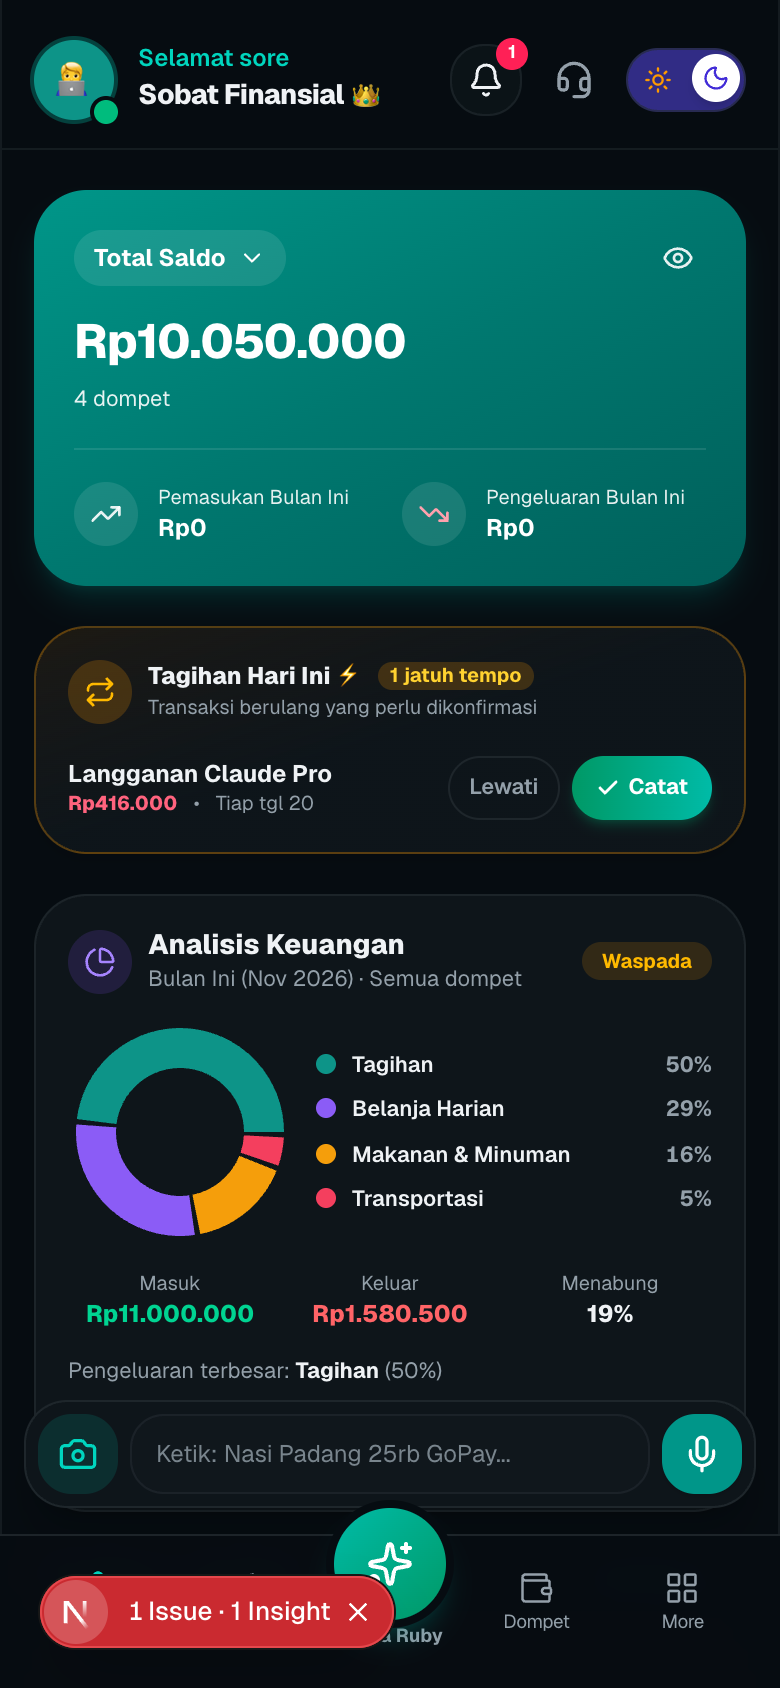 Selamat sore
Sobat Finansial 👑
1
Total Saldo
Rp10.050.000
4 dompet
Pemasukan Bulan Ini
Rp0
Pengeluaran Bulan Ini
Rp0
Tagihan Hari Ini ⚡ 1 jatuh tempo
Transaksi berulang yang perlu dikonfirmasi
Langganan Claude Pro
Rp416.000 • Tiap tgl 20
Lewati
Catat
Analisis Keuangan
Bulan Ini (Nov 2026) · Semua dompet
Waspada
Tagihan 50%
Belanja Harian 29%
Makanan & Minuman 16%
Transportasi 5%
Masuk
Rp11.000.000
Keluar
Rp1.580.500
Menabung
19%
Pengeluaran terbesar: Tagihan (50%)
Ketik: Nasi Padang 25rb GoPay...
N 1 Issue · 1 Insight
Ruby
Dompet
More